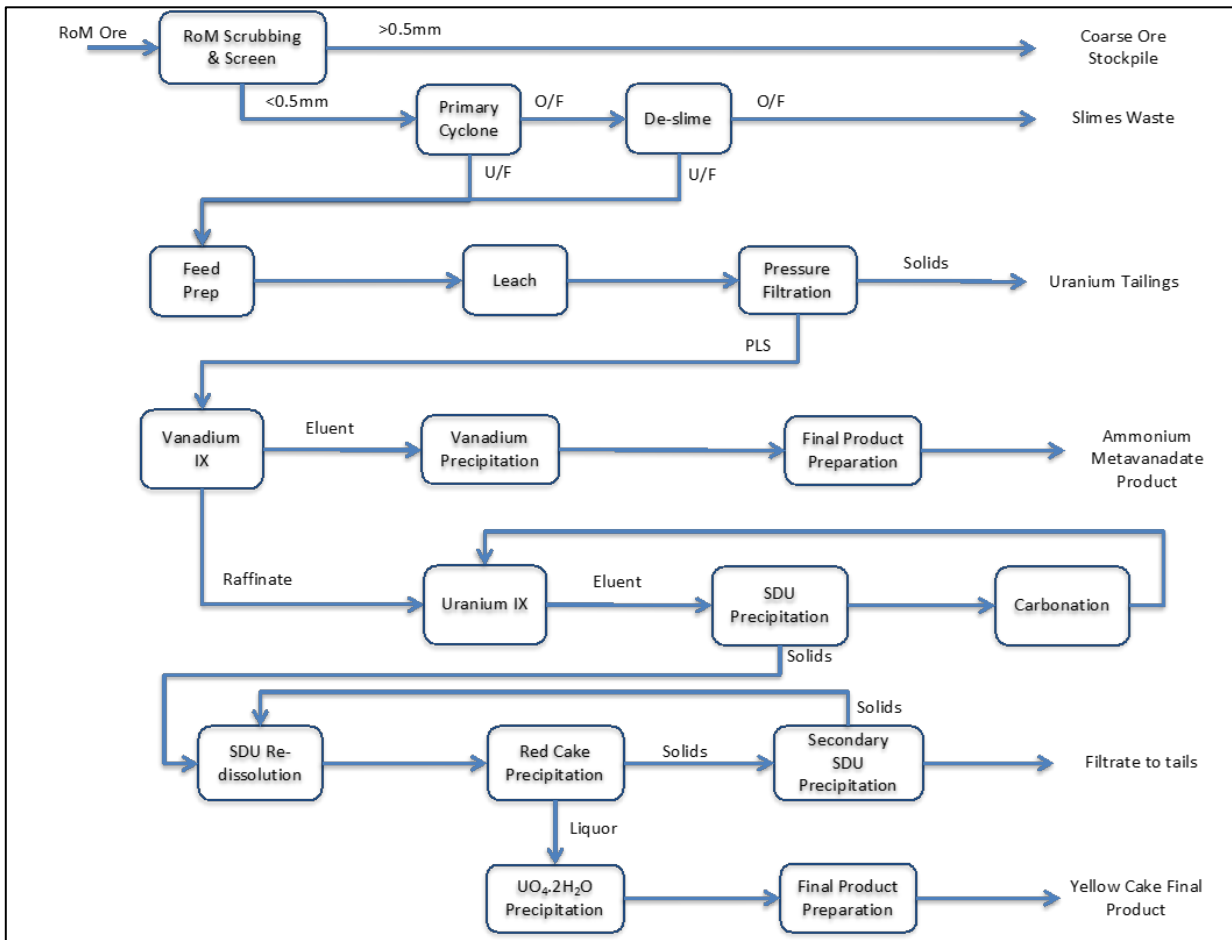 RoM Ore
RoM Scrubbing
& Screen
>0.5mm
Coarse Ore
Stockpile
<0.5mm
Primary
Cyclone
O/F
De-slime
O/F
Slimes Waste
U/F
U/F
Feed
Prep
Leach
Pressure
Filtration
Solids
Uranium Tailings
PLS
Vanadium
IX
Eluent
Vanadium
Precipitation
Final Product
Preparation
Ammonium
Metavanadate
Product
Raffinate
Uranium IX
Eluent
SDU
Precipitation
Carbonation
Solids
Solids
SDU Re-
dissolution
Red Cake
Precipitation
Solids
Secondary
SDU
Precipitation
Filtrate to tails
Liquor
UO₄.2H₂O
Precipitation
Final Product
Preparation
Yellow Cake Final
Product